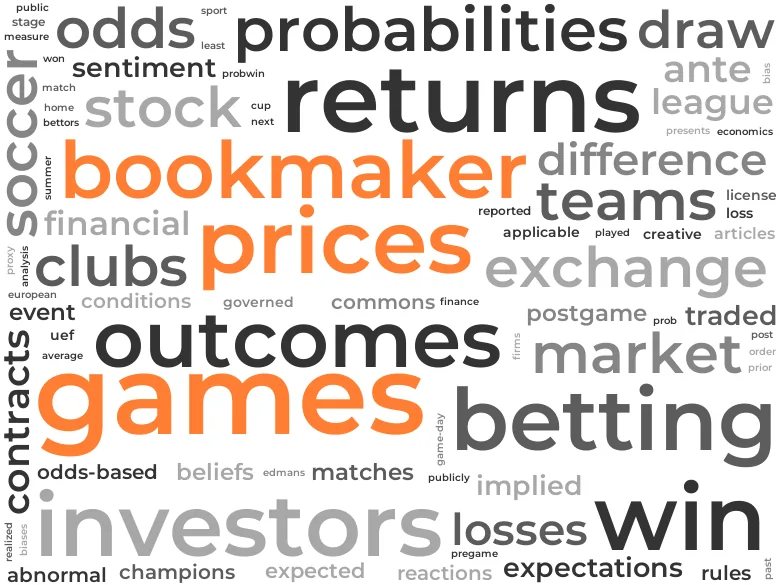 public
stage
measure
odds
sport
least
probabilities
draw
won
sentiment
probwin
ante
bias
soccer
match
home
bettors
stock
cup
next
returns
league
presents
economics
summer
bookmaker
difference
teams
license
loss
financial
prices
reported
applicable
played
creative
articles
proxy
analysis
clubs
exchange
european
conditions
governed
commons
finance
event
postgame
prob
traded
uef
average
outcomes
firms
market
post
order
prior
contracts
games
game-day
betting
odds-based
beliefs
edmans
matches
publicly
implied
realized
biases
investors
losses
win
pregame
abnormal
champions
expected
reactions
expectations
rules
past